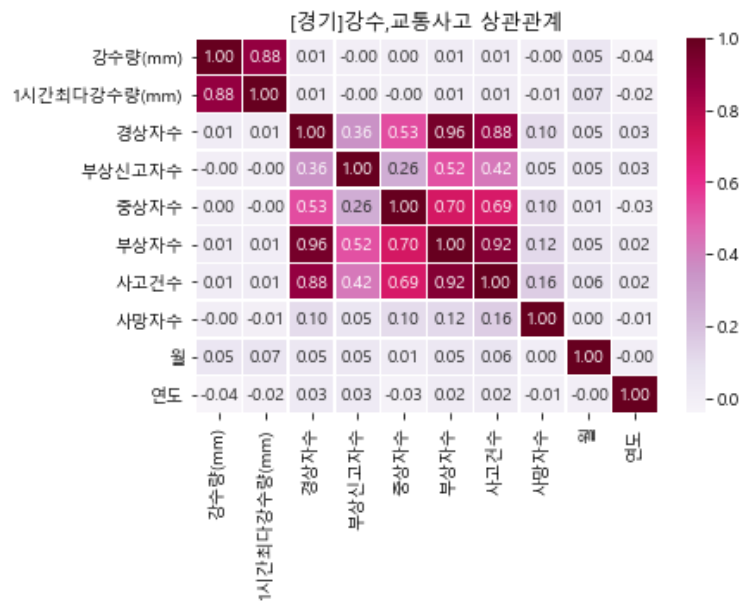 [경기]강수,교통사고 상관관계
강수량(mm) 1.00 0.88 0.01 -0.00 0.00 0.01 0.01 -0.00 0.05 -0.04
1시간최다강수량(mm) 0.88 1.00 0.01 -0.00 -0.00 0.01 0.01 -0.01 0.07 -0.02
경상자수 0.01 0.01 1.00 0.36 0.53 0.96 0.88 0.10 0.05 0.03
부상신고자수 -0.00 -0.00 0.36 1.00 0.26 0.52 0.42 0.05 0.05 0.03
중상자수 0.00 -0.00 0.53 0.26 1.00 0.70 0.69 0.10 0.01 -0.03
부상자수 0.01 0.01 0.96 0.52 0.70 1.00 0.92 0.12 0.05 0.02
사고건수 0.01 0.01 0.88 0.42 0.69 0.92 1.00 0.16 0.06 0.02
사망자수 -0.00 -0.01 0.10 0.05 0.10 0.12 0.16 1.00 0.00 -0.01
월 0.05 0.07 0.05 0.05 0.01 0.05 0.06 0.00 1.00 -0.00
연도 -0.04 -0.02 0.03 0.03 -0.03 0.02 0.02 -0.01 -0.00 1.00
강수량(mm)
1시간최다강수량(mm)
경상자수
부상신고자수
중상자수
부상자수
사고건수
사망자수
월
연도
1.0
0.8
0.6
0.4
0.2
0.0